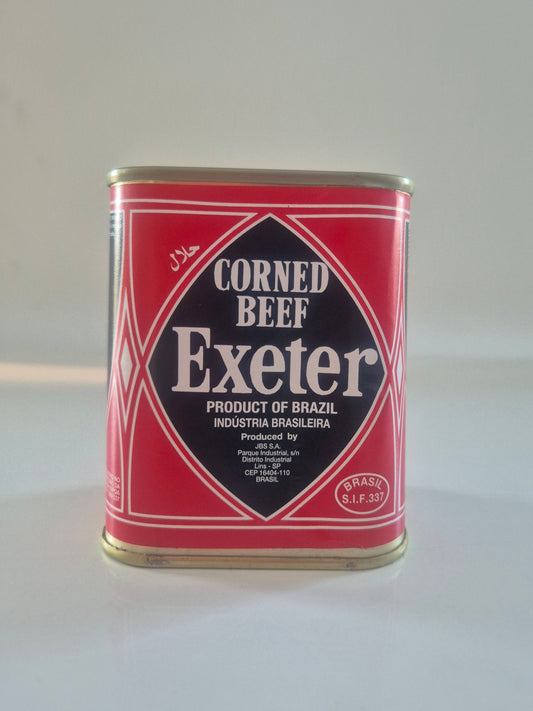 حلال
CORNED
BEEF
Exeter
PRODUCT OF BRAZIL
INDÚSTRIA BRASILEIRA
Produced by
JBS S.A.
Parque Industrial, s/n
Distrito Industrial
Lins - SP
CEP 16404-110
BRASIL
BRASIL
S.I.F.337